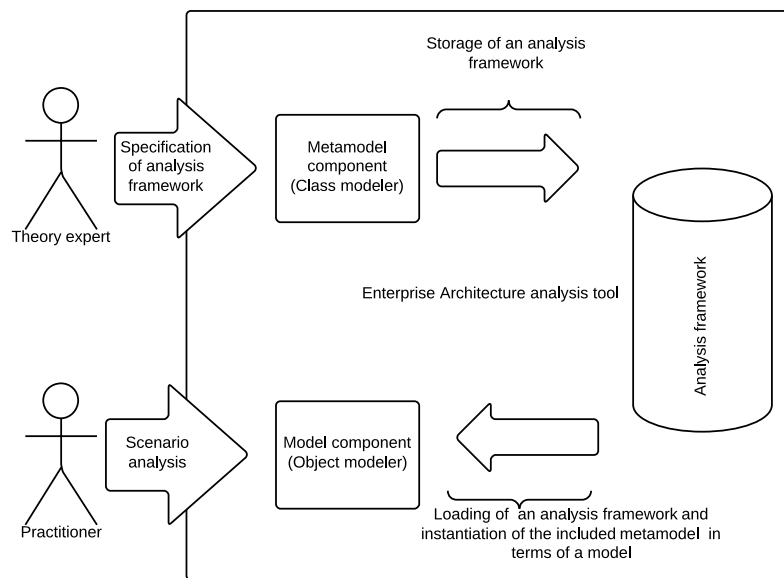 Storage of an analysis
framework
Specification
of analysis
framework
Metamodel
component
(Class modeler)
Theory expert
Enterprise Architecture analysis tool
Analysis framework
Scenario
analysis
Model component
(Object modeler)
Practitioner
Loading of an analysis framework and
instantiation of the included metamodel in
terms of a model